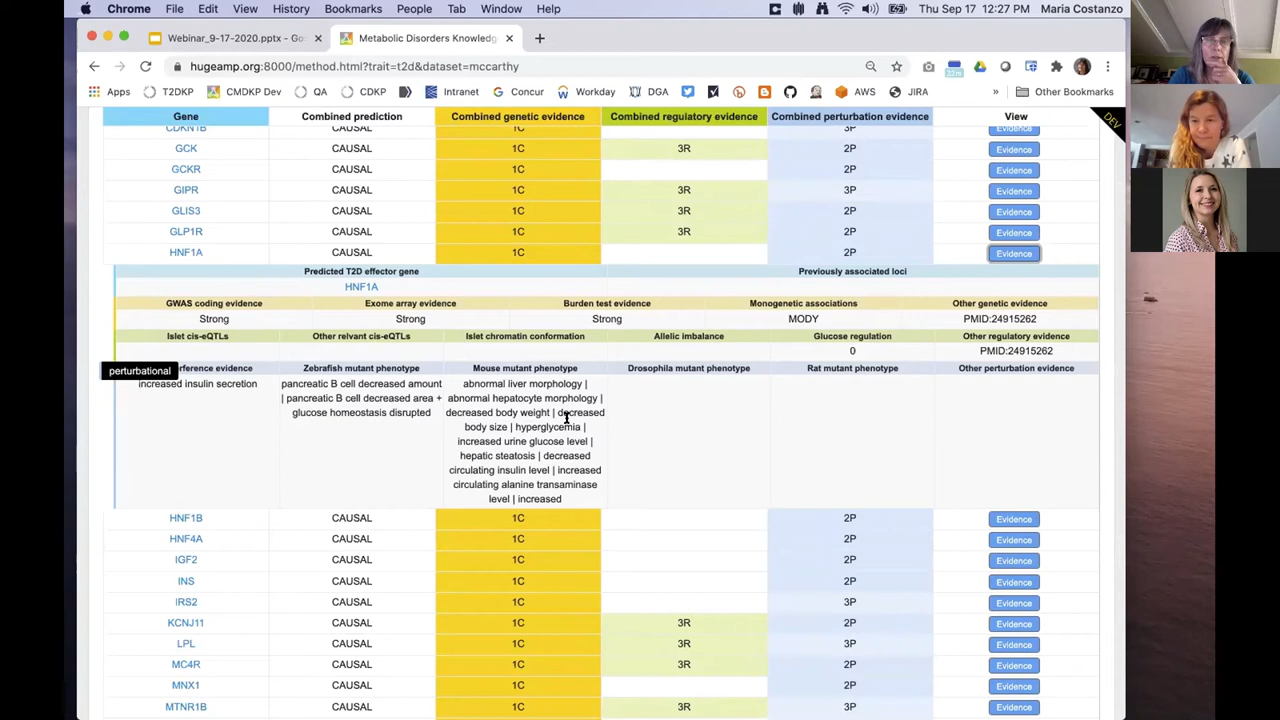 Chrome File Edit View History Bookmarks People Tab Window Help Thu Sep 17 12:27 PM Maria Costanzo
Webinar_9-17-2020.pptx - Go
Metabolic Disorders Knowledg
hugeamp.org:8000/method.html?trait=t2d&dataset=mccarthy
Apps T2DKP CMDKP Dev QA CDKP Intranet Concur Workday DGA AWS JIRA » Other Bookmarks
Gene Combined prediction Combined genetic evidence Combined regulatory evidence Combined perturbation evidence View
DEV
CDKN1B CAUSAL 1C 3P Evidence
GCK CAUSAL 1C 3R 2P Evidence
GCKR CAUSAL 1C 2P Evidence
GIPR CAUSAL 1C 3R 3P Evidence
GLIS3 CAUSAL 1C 3R 2P Evidence
GLP1R CAUSAL 1C 3R 2P Evidence
HNF1A CAUSAL 1C 2P Evidence
Predicted T2D effector gene Previously associated loci
HNF1A
GWAS coding evidence Exome array evidence Burden test evidence Monogenetic associations Other genetic evidence
Strong Strong Strong MODY PMID:24915262
Islet cis-eQTLs Other relvant cis-eQTLs Islet chromatin conformation Allelic imbalance Glucose regulation Other regulatory evidence
0 PMID:24915262
perturbational
rference evidence Zebrafish mutant phenotype Mouse mutant phenotype Drosophila mutant phenotype Rat mutant phenotype Other perturbation evidence
increased insulin secretion pancreatic B cell decreased amount abnormal liver morphology |
| pancreatic B cell decreased area + abnormal hepatocyte morphology |
glucose homeostasis disrupted decreased body weight | decreased
body size | hyperglycemia |
increased urine glucose level |
hepatic steatosis | decreased
circulating insulin level | increased
circulating alanine transaminase
level | increased
HNF1B CAUSAL 1C 2P Evidence
HNF4A CAUSAL 1C 2P Evidence
IGF2 CAUSAL 1C 2P Evidence
INS CAUSAL 1C 2P Evidence
IRS2 CAUSAL 1C 3P Evidence
KCNJ11 CAUSAL 1C 3R 2P Evidence
LPL CAUSAL 1C 3R 3P Evidence
MC4R CAUSAL 1C 3R 2P Evidence
MNX1 CAUSAL 1C 2P Evidence
MTNR1B CAUSAL 1C 3R 3P Evidence